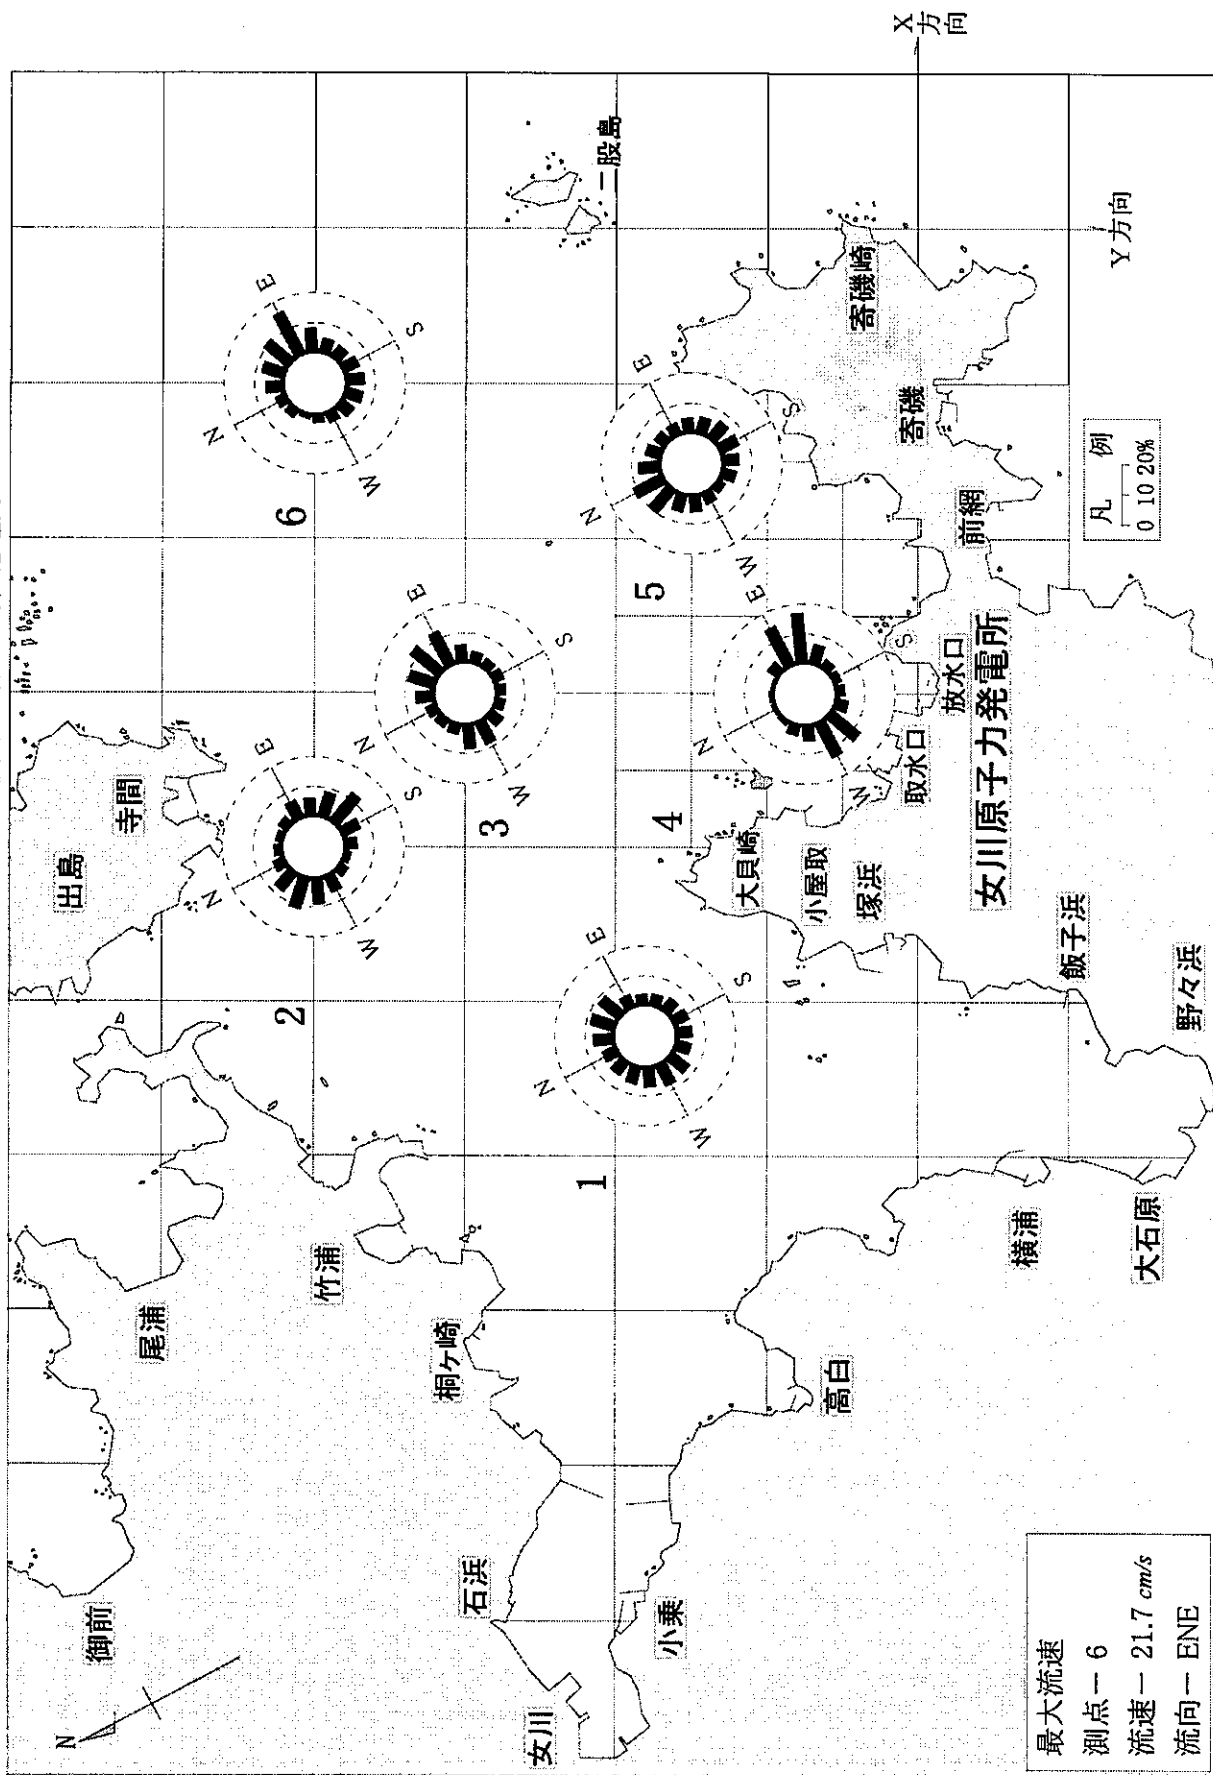 最大流速
測点－6
流速－21.7 cm/s
流向－ENE
N
女川
石浜
小乗
御前
尾浦
竹浦
桐ヶ崎
高白
横浦
大石原
野々浜
飯子浜
塚浜
小屋取
大貝崎
取水口
放水口
女川原子力発電所
前網
寄磯
寄磯崎
二股島
出島
寺間
1
N
E
S
W
2
N
E
S
W
3
N
E
S
W
4
N
E
S
W
5
N
E
S
W
6
N
E
S
W
凡 例
0 10 20%
X
方向
Y方向